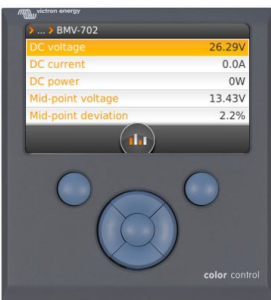 victron energy
> ... > BMV-702
DC voltage 26.29V
DC current 0.0A
DC power 0W
Mid-point voltage 13.43V
Mid-point deviation 2.2%
color control